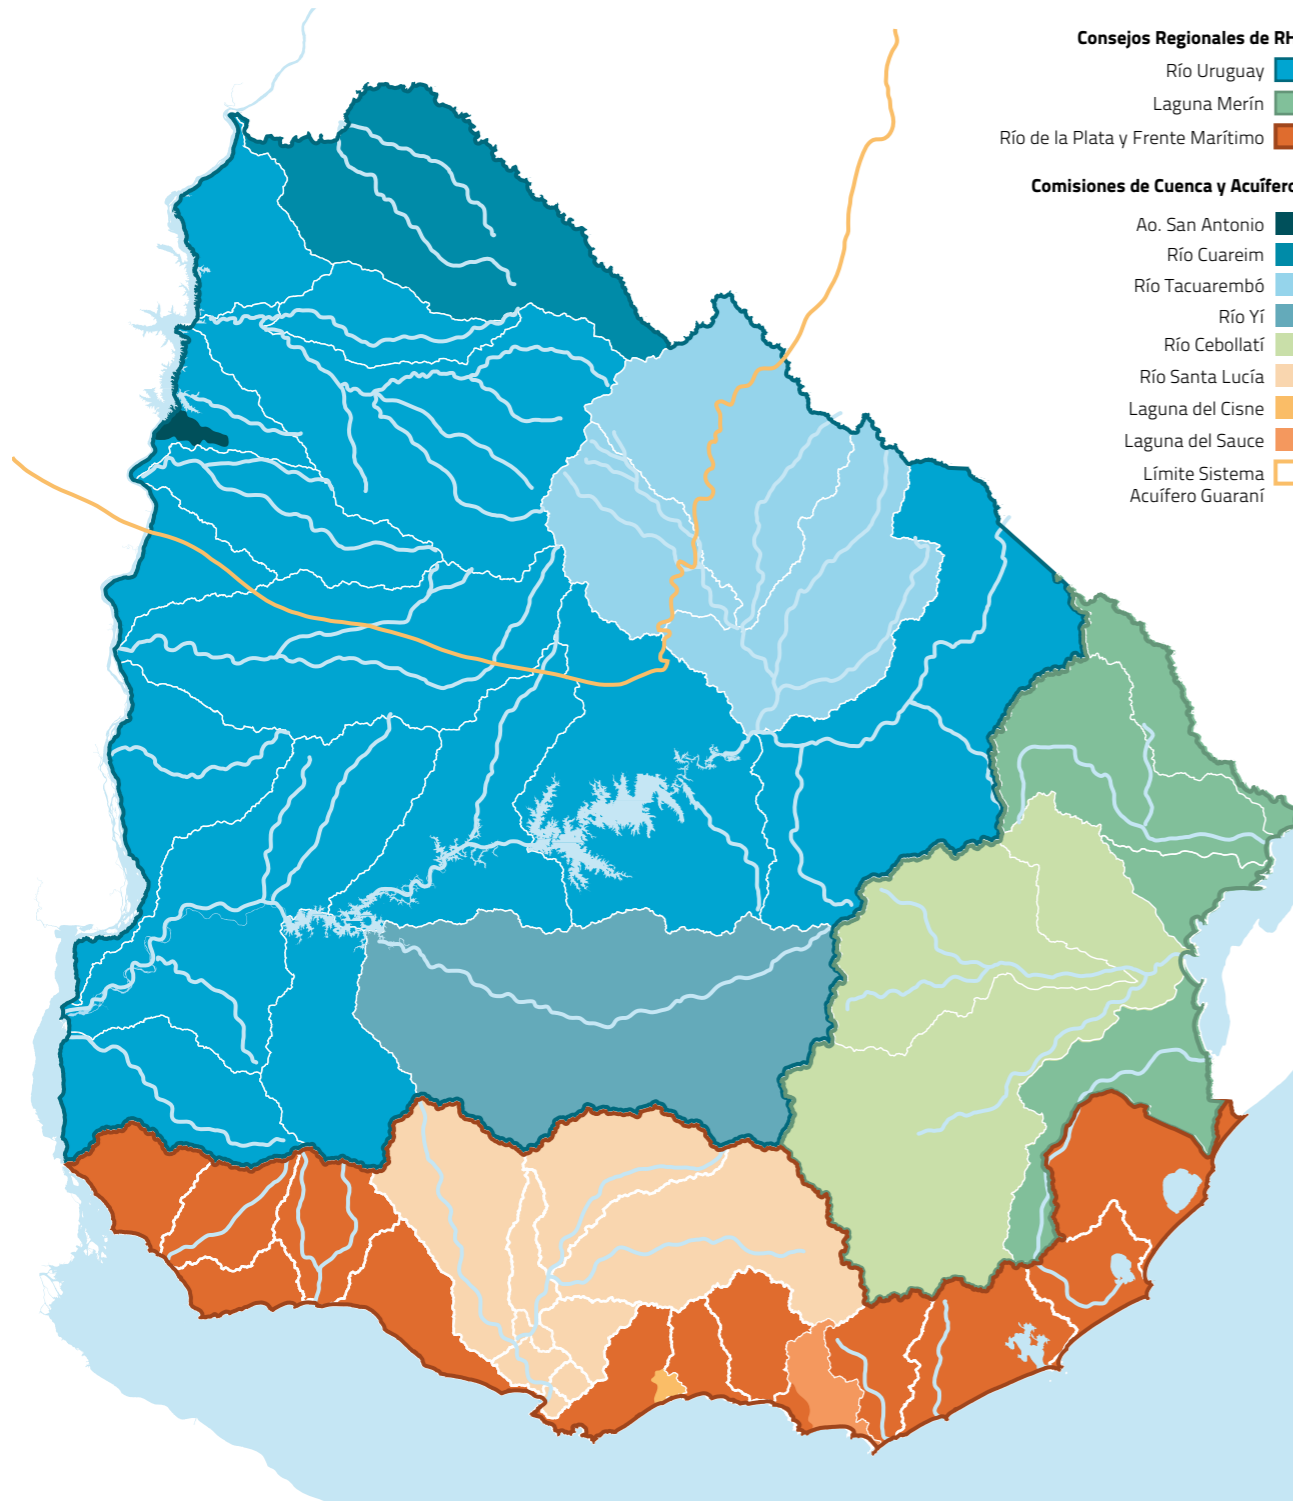 Consejos Regionales de RH
Río Uruguay
Laguna Merín
Río de la Plata y Frente Marítimo
Comisiones de Cuenca y Acuífero
Ao. San Antonio
Río Cuareim
Río Tacuarembó
Río Yí
Río Cebollatí
Río Santa Lucía
Laguna del Cisne
Laguna del Sauce
Límite Sistema
Acuífero Guaraní